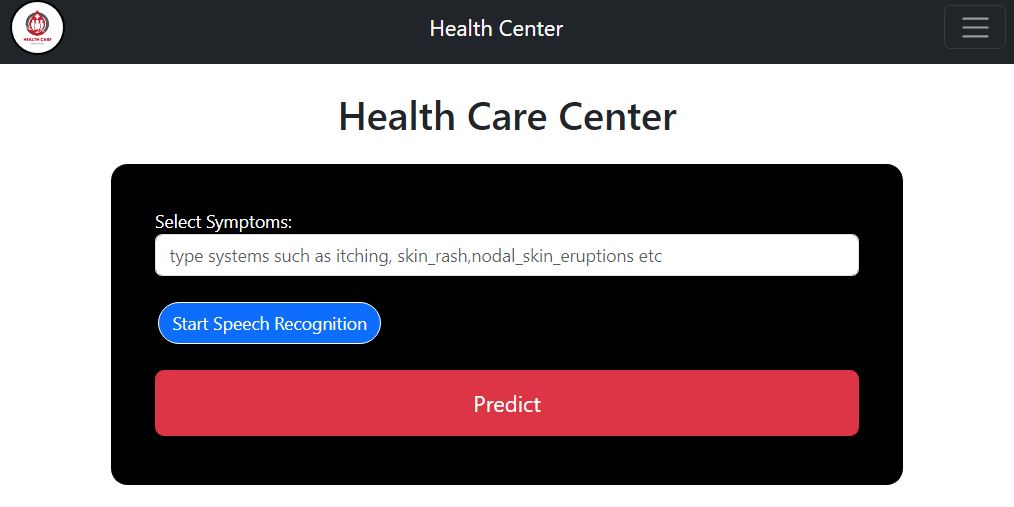 HEALTH CARE
Health Center
Health Care Center
Select Symptoms:
type systems such as itching, skin_rash,nodal_skin_eruptions etc
Start Speech Recognition
Predict